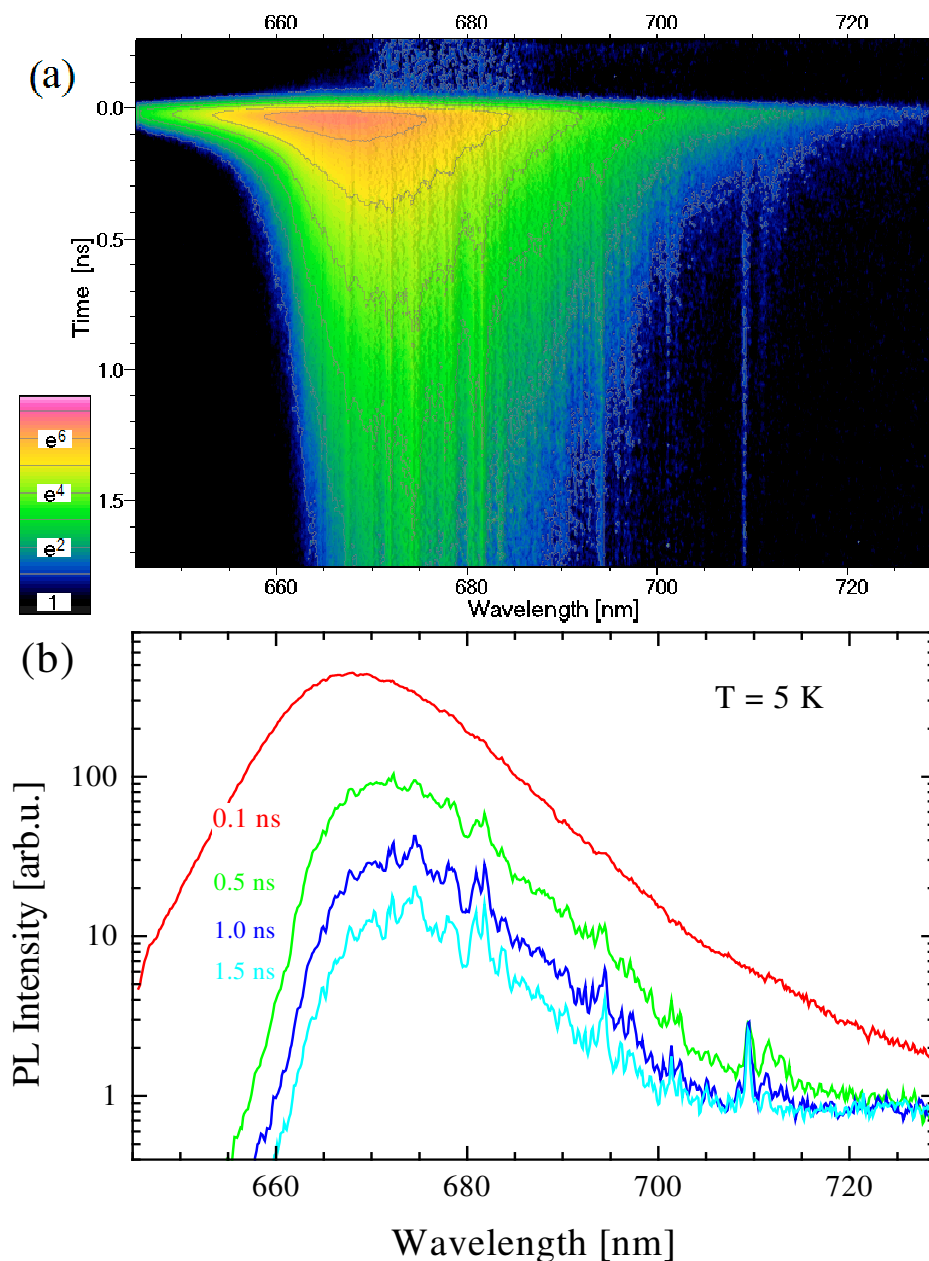 660 680 700 720
(a)
0.0
0.5
1.0
1.5
Time [ns]
e6
e4
e2
1
660 680 700 720
Wavelength [nm]
(b)
T = 5 K
100
10
1
PL Intensity [arb.u.]
0.1 ns
0.5 ns
1.0 ns
1.5 ns
660 680 700 720
Wavelength [nm]